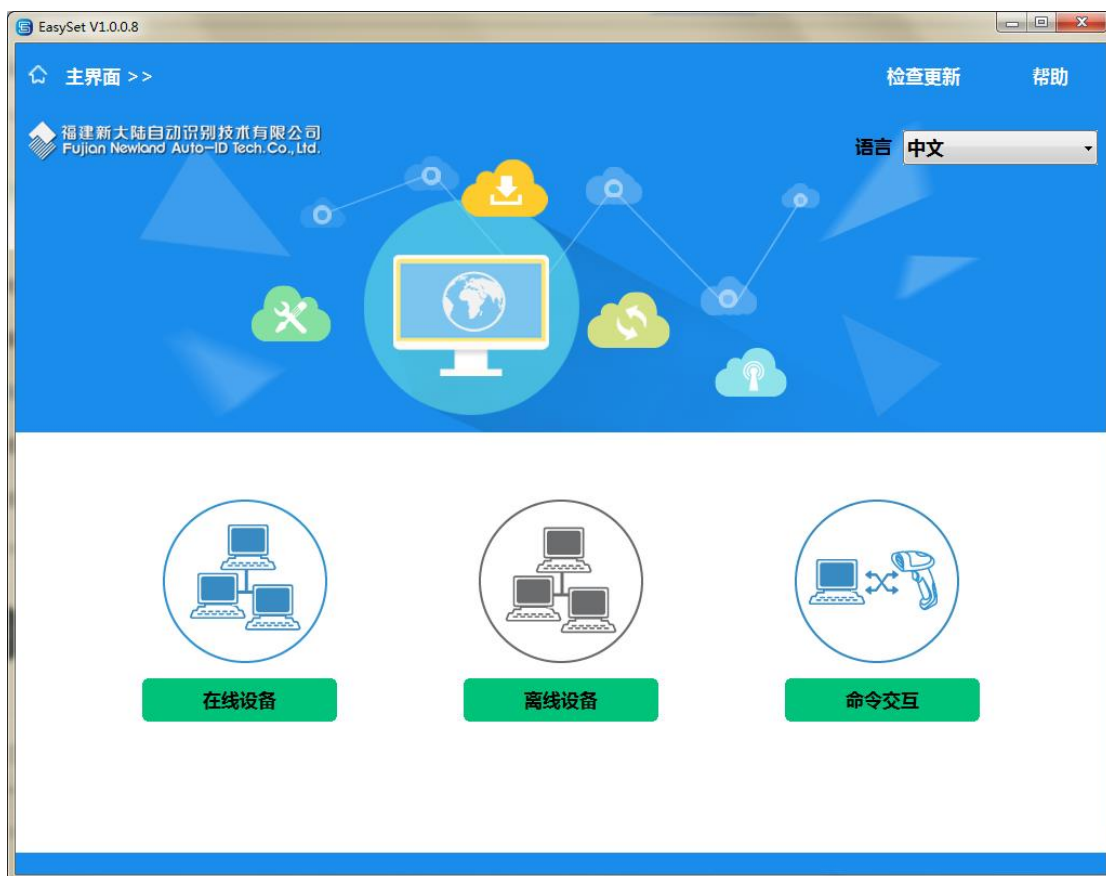 EasySet V1.0.0.8
主界面 >>
检查更新
帮助
福建新大陆自动识别技术有限公司
Fujian Newland Auto-ID Tech.Co.,Ltd.
语言 中文
在线设备
离线设备
命令交互